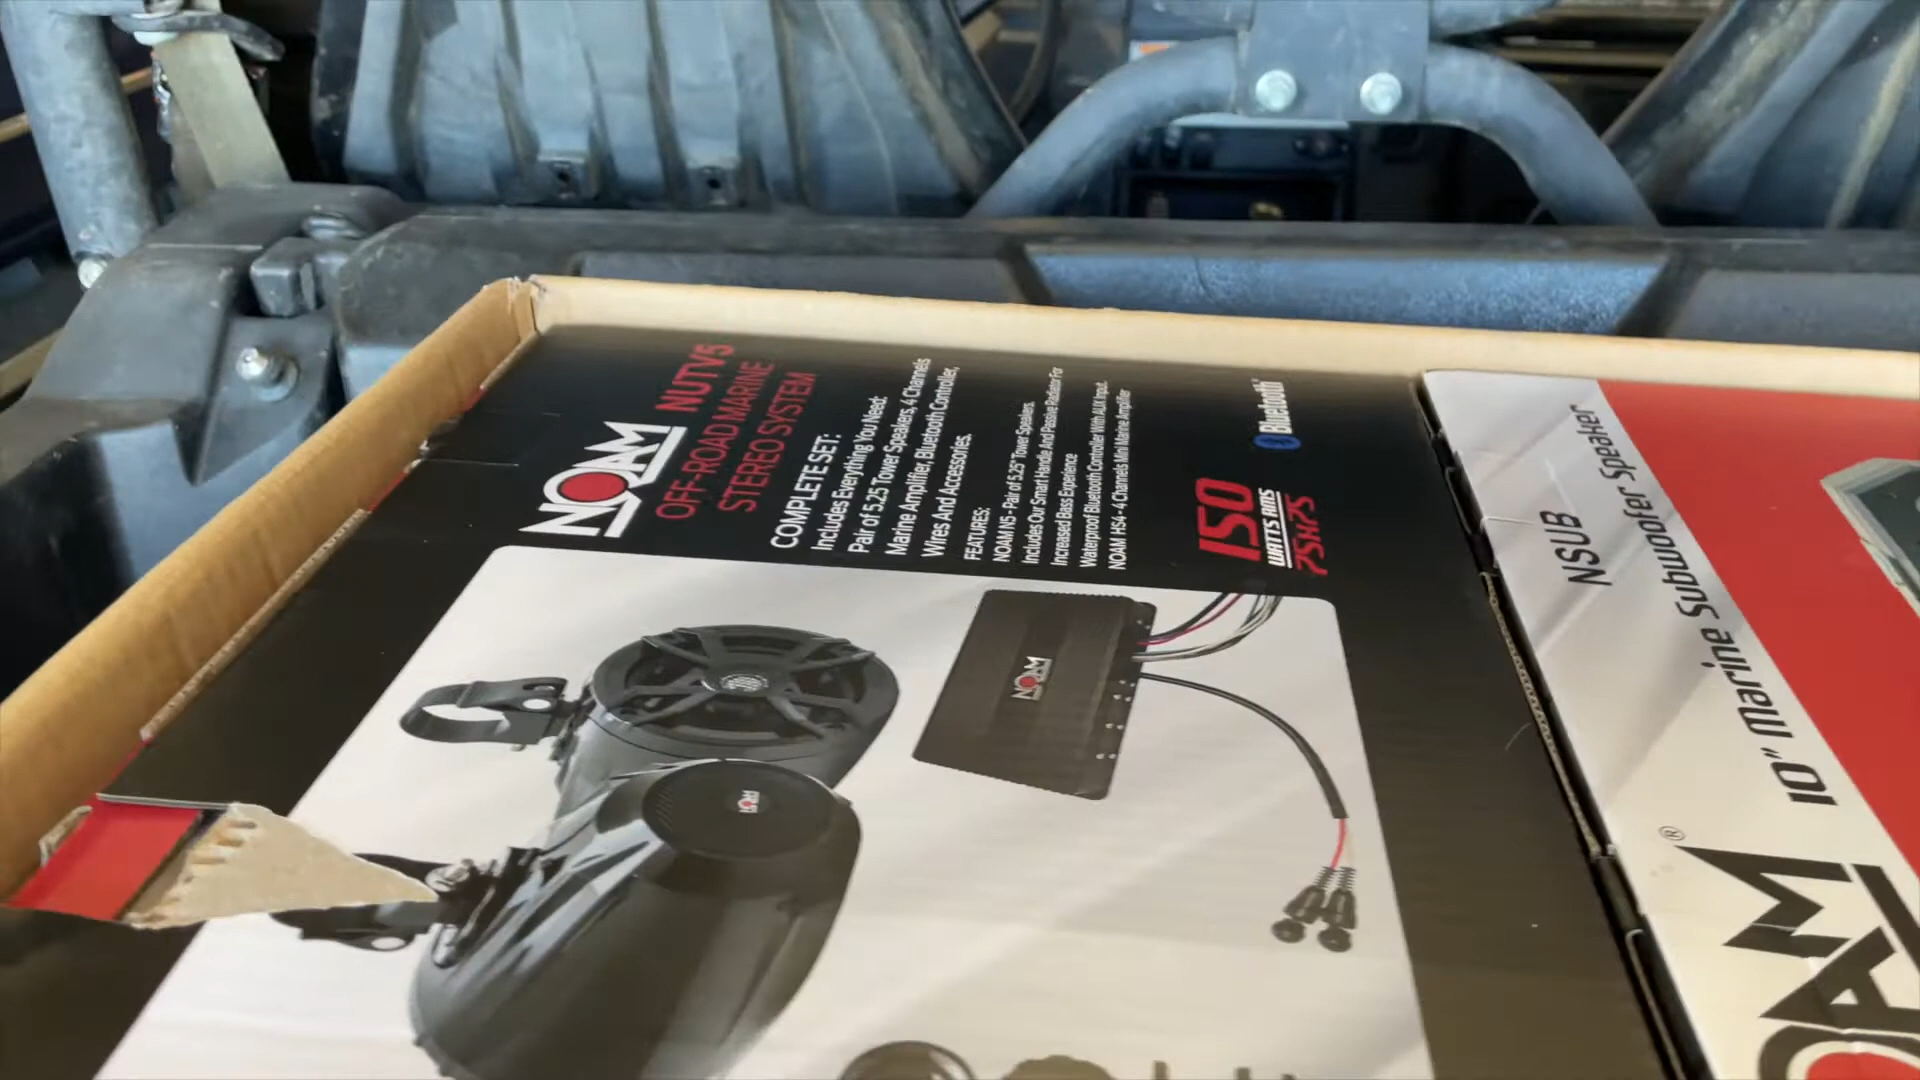 NOAM NUTV5
OFF-ROAD MARINE
STEREO SYSTEM
COMPLETE SET:
Includes Everything You Need:
Pair of 5.25 Tower Speakers, 4 Channels
Marine Amplifier, Bluetooth Controller,
Wires And Accessories.
FEATURES:
NOAM N5 - Pair of 5.25" Tower Speakers.
Includes Our Smart Handle And Passive Radiator For
Increased Bass Experience
Waterproof Bluetooth Controller With AUX Input.
NOAM HS4 - 4 Channels Mini Marine Amplifier
150
WATTS RMS
75Wx2
Bluetooth®
NOAM
NOAM
NSUB
10" Marine Subwoofer Speaker
OAM®